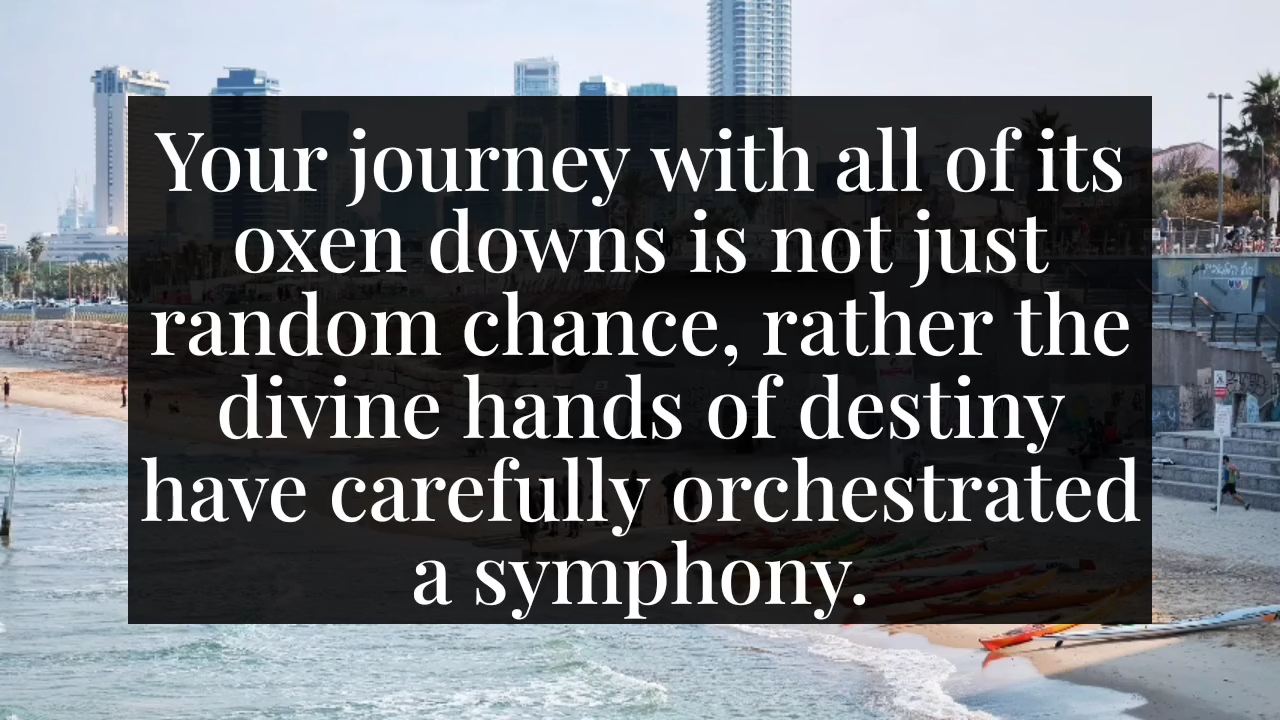 Your journey with all of its
oxen downs is not just
random chance, rather the
divine hands of destiny
have carefully orchestrated
a symphony.